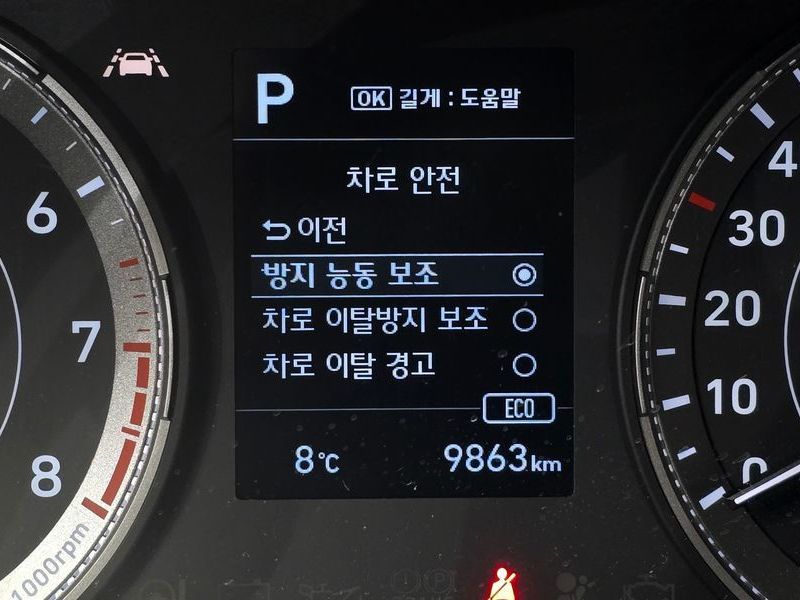 P
OK 길게 : 도움말
차로 안전
이전
방지 능동 보조
차로 이탈방지 보조
차로 이탈 경고
ECO
8℃ 9863km
6
7
8
1000rpm
4
30
20
10
0